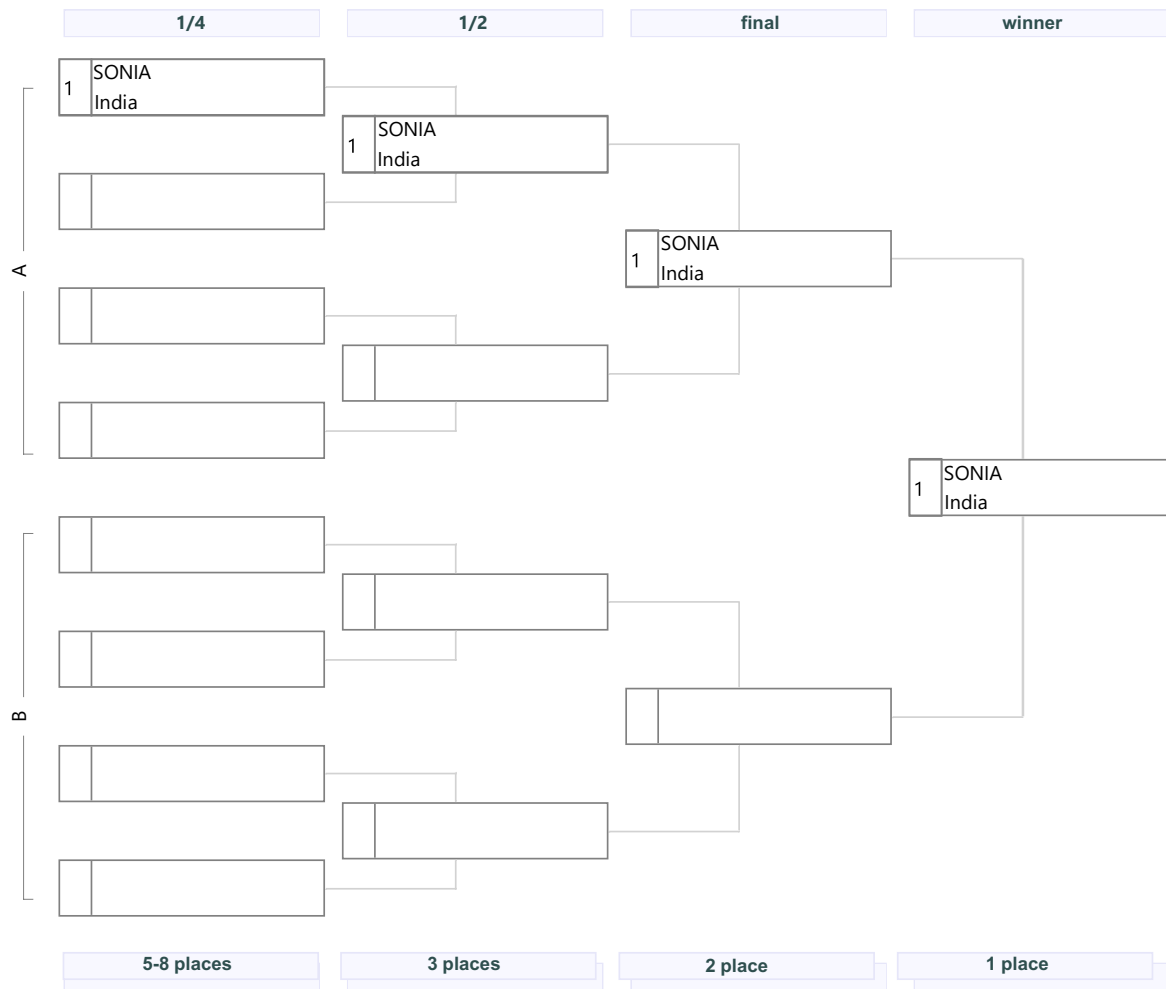 1/4
1/2
final
winner
1
SONIA
India
1
SONIA
India
1
SONIA
India
1
SONIA
India
A
B
5-8 places
3 places
2 place
1 place